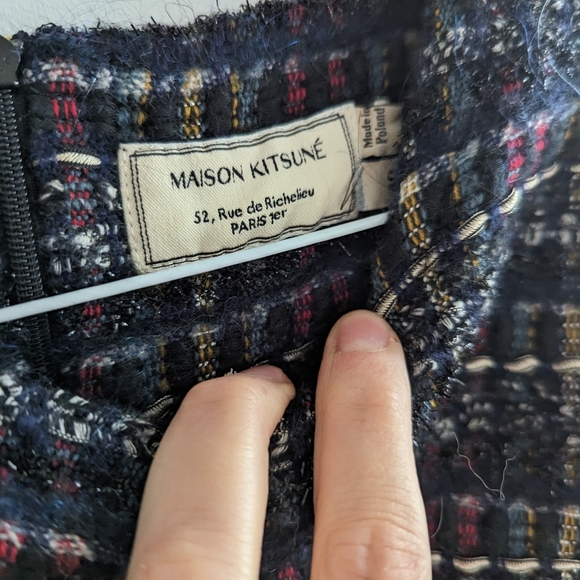 MAISON KITSUNÉ
52, Rue de Richelieu
PARIS 1er
Made in
Poland